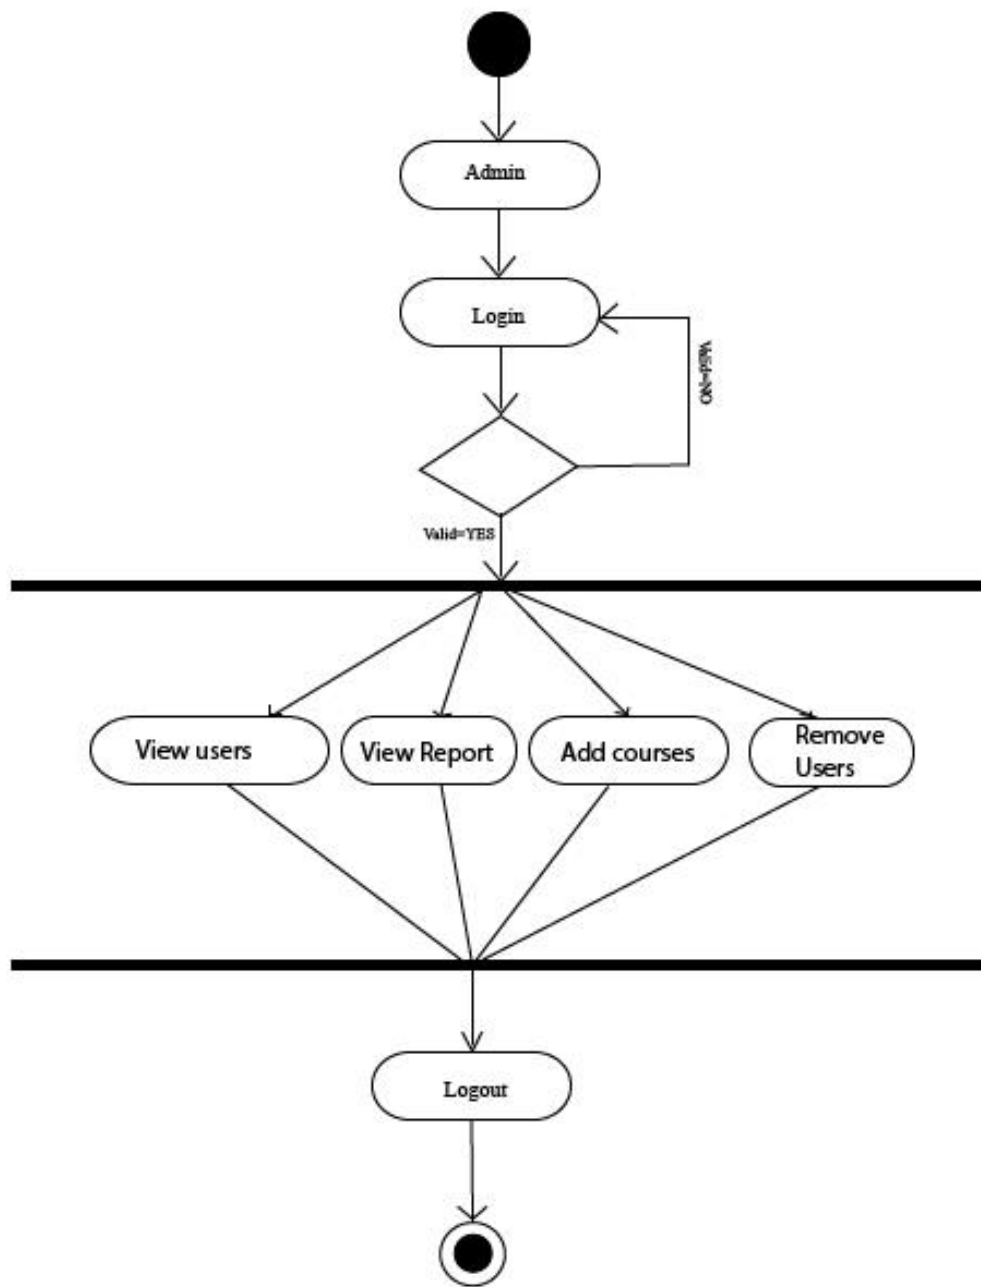 Admin
Login
Valid=NO
Valid=YES
View users
View Report
Add courses
Remove
Users
Logout